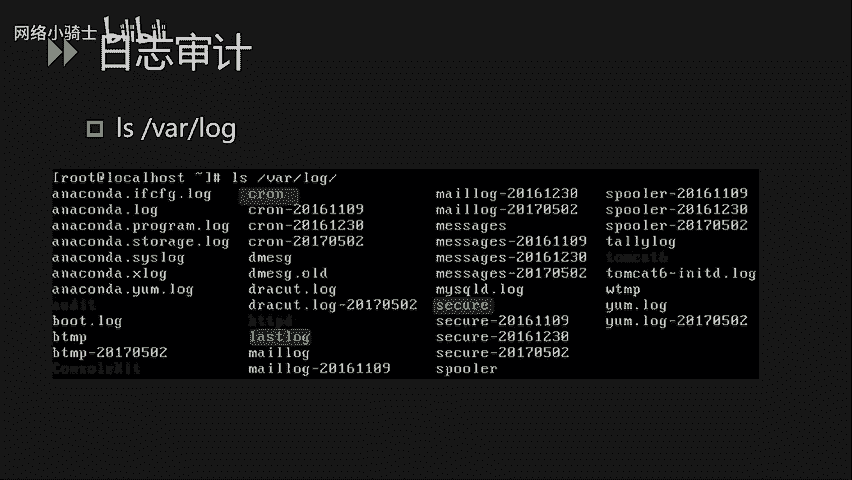 网络小骑士 bilibili
日志审计
ls /var/log
[root@localhost ~]# ls /var/log/
anaconda.ifcfg.log cron maillog-20161230 spooler-20161109
anaconda.log cron-20161109 maillog-20170502 spooler-20161230
anaconda.program.log cron-20161230 messages spooler-20170502
anaconda.storage.log cron-20170502 messages-20161109 tallylog
anaconda.syslog dmesg messages-20161230 tomcat6
anaconda.xlog dmesg.old messages-20170502 tomcat6-initd.log
anaconda.yum.log dracut.log mysqld.log wtmp
audit dracut.log-20170502 secure yum.log
boot.log httpd secure-20161109 yum.log-20170502
btmp lastlog secure-20161230
btmp-20170502 maillog secure-20170502
ConsoleKit maillog-20161109 spooler